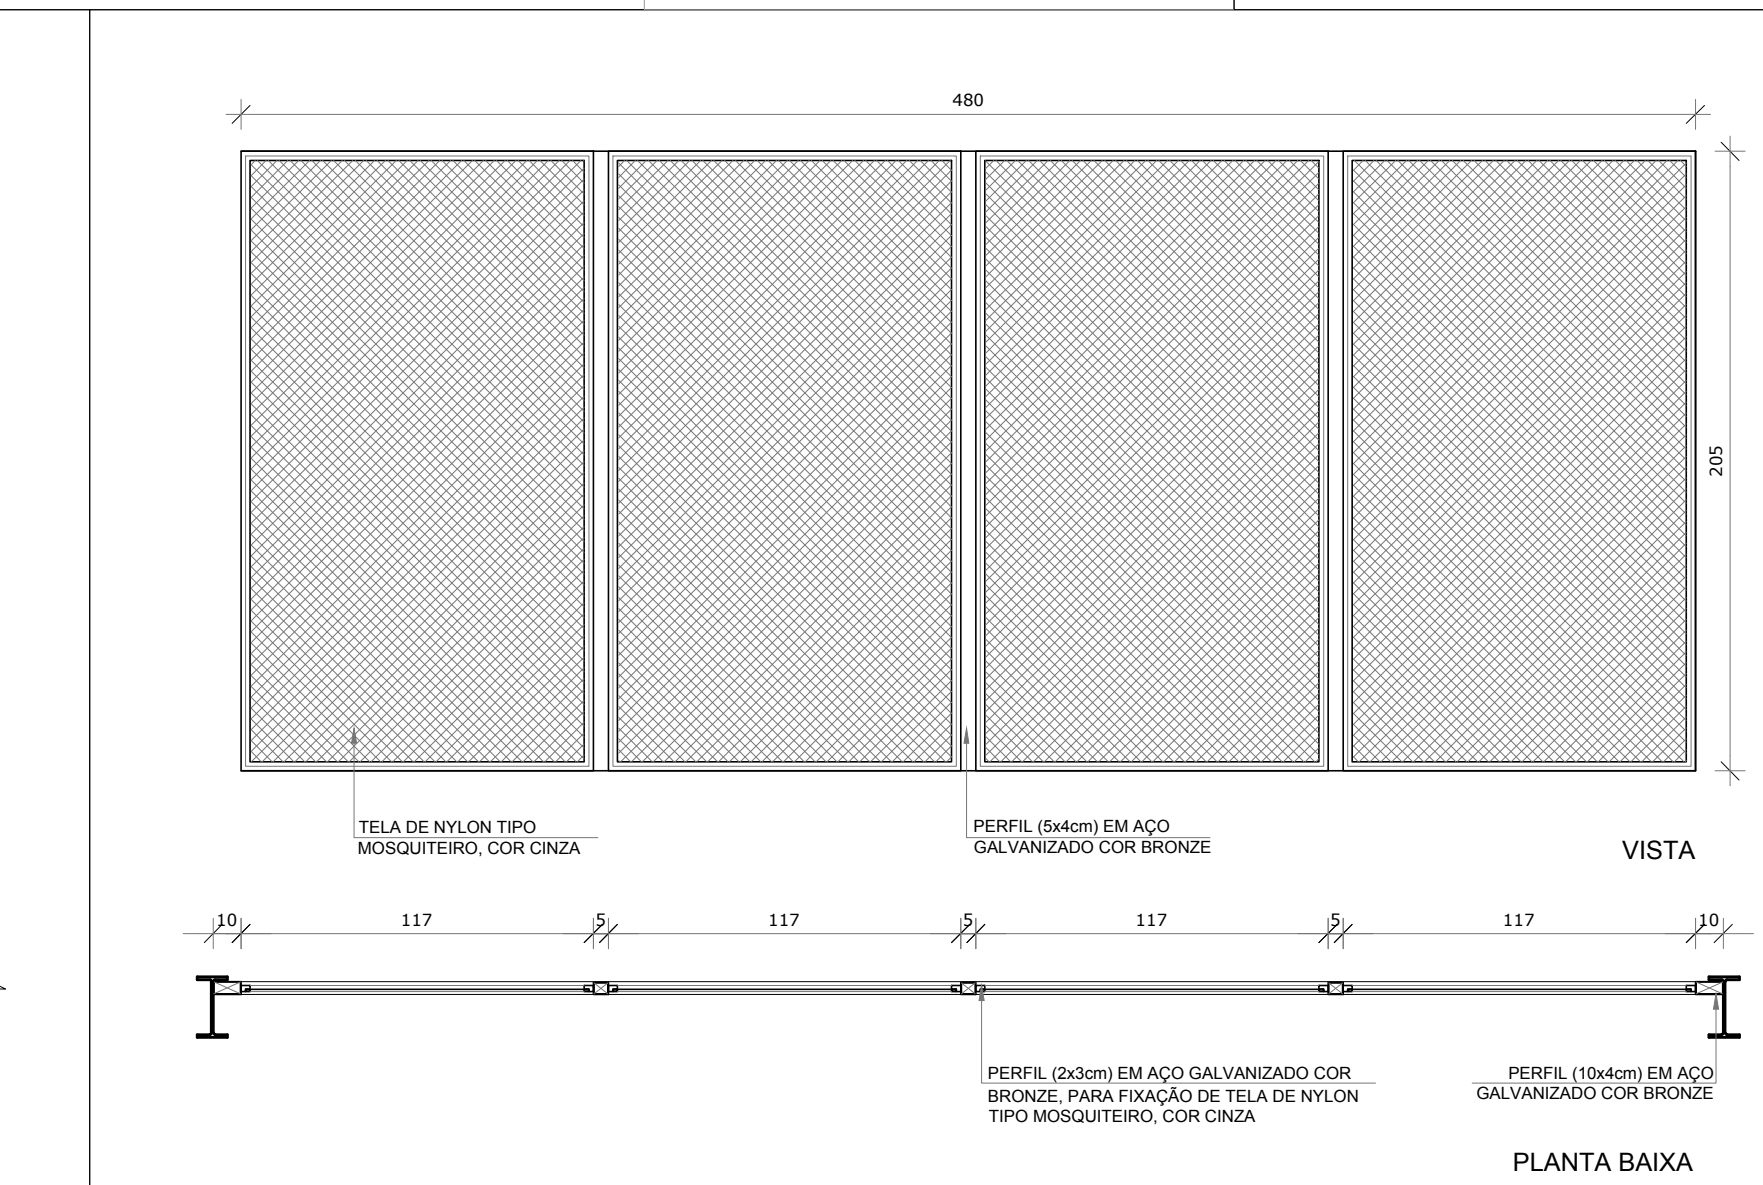 480
205
TELA DE NYLON TIPO
MOSQUITEIRO, COR CINZA
PERFIL (5x4cm) EM AÇO
GALVANIZADO COR BRONZE
VISTA
10 117 5 117 5 117 5 117 10
PERFIL (2x3cm) EM AÇO GALVANIZADO COR
BRONZE, PARA FIXAÇÃO DE TELA DE NYLON
TIPO MOSQUITEIRO, COR CINZA
PERFIL (10x4cm) EM AÇO
GALVANIZADO COR BRONZE
PLANTA BAIXA